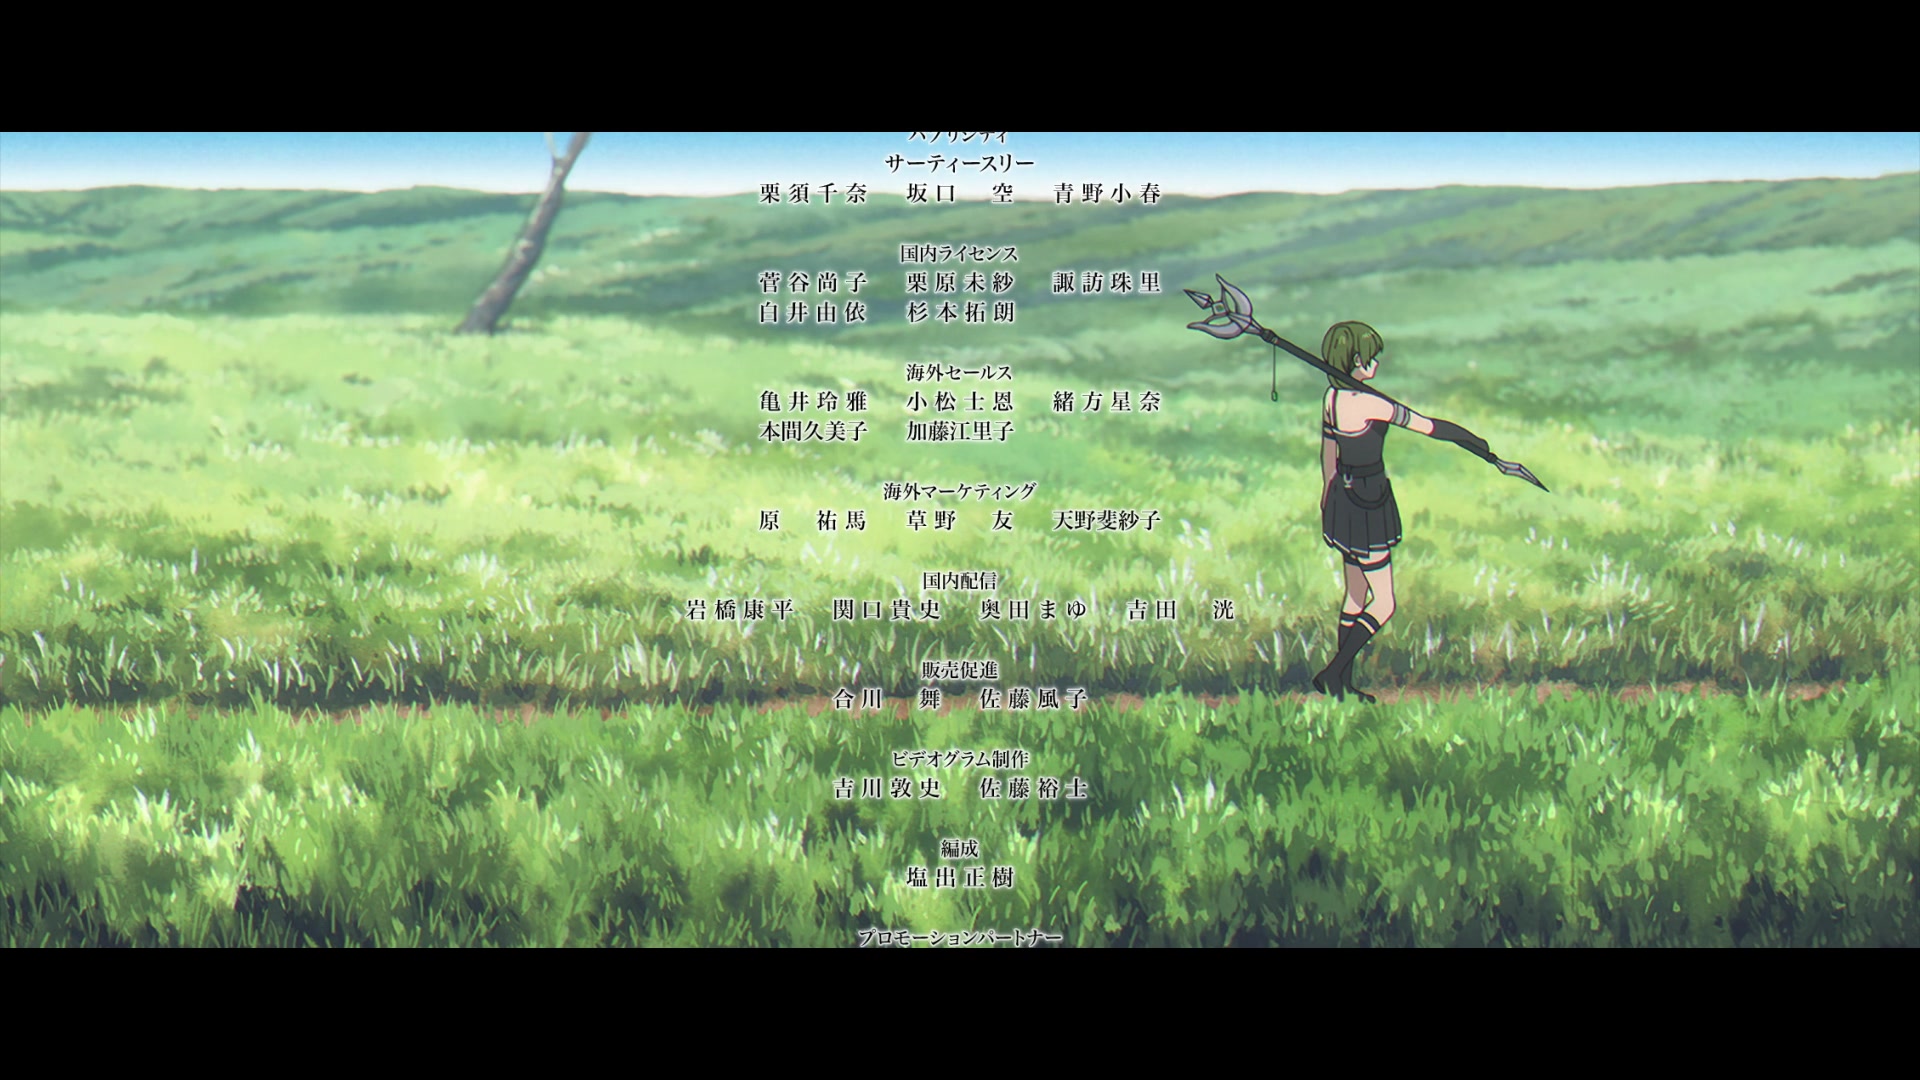 パブリシティ
サーティースリー
栗須千奈 坂口 空 青野小春
国内ライセンス
菅谷尚子 栗原未紗 諏訪珠里
白井由依 杉本拓朗
海外セールス
亀井玲雅 小松士恩 緒方星奈
本間久美子 加藤江里子
海外マーケティング
原 祐馬 草野 友 天野斐紗子
国内配信
岩橋康平 関口貴史 奥田まゆ 吉田 洸
販売促進
合川 舞 佐藤風子
ビデオグラム制作
吉川敦史 佐藤裕士
編成
塩出正樹
プロモーションパートナー